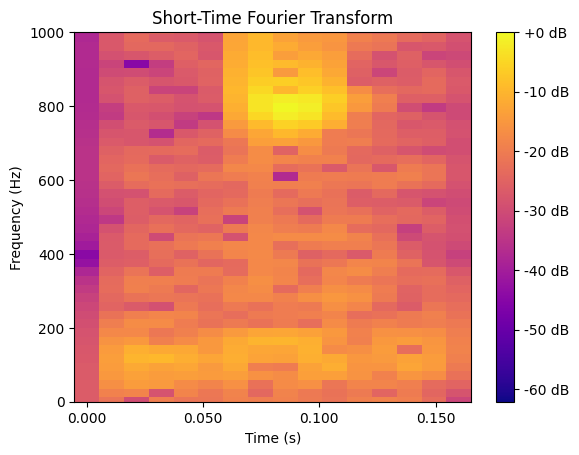 Short-Time Fourier Transform
Frequency (Hz)
1000
800
600
400
200
0
0.000
0.050
0.100
0.150
Time (s)
+0 dB
-10 dB
-20 dB
-30 dB
-40 dB
-50 dB
-60 dB